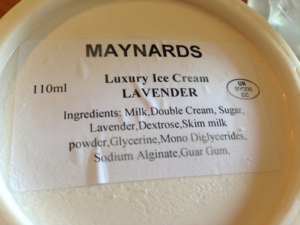 MAYNARDS
Luxury Ice Cream
110ml LAVENDER
UK
Ingredients: Milk,Double Cream, Sugar,
Lavender,Dextrose,Skim milk
powder,Glycerine,Mono Diglycerides,
Sodium Alginate,Guar Gum.